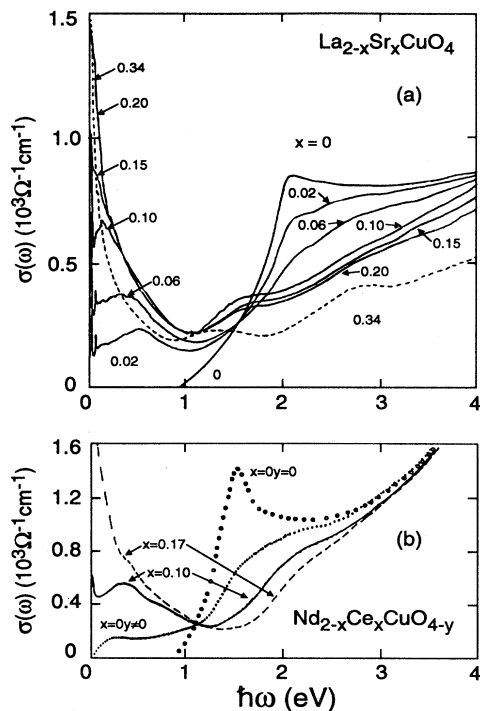 1.5
1.0
0.5
0
σ(ω) (10³Ω⁻¹cm⁻¹)
La₂₋ₓSrₓCuO₄
(a)
0.34
0.20
0.15
0.10
0.06
0.02
x = 0
0.02
0.06
0.10
0.15
0.20
0.34
0
0 1 2 3 4
1.6
1.2
0.8
0.4
0
σ(ω) (10³Ω⁻¹cm⁻¹)
x=0y=0
x=0.17
x=0.10
x=0y≠0
(b)
Nd₂₋ₓCeₓCuO₄₋y
0 1 2 3 4
ħω (eV)